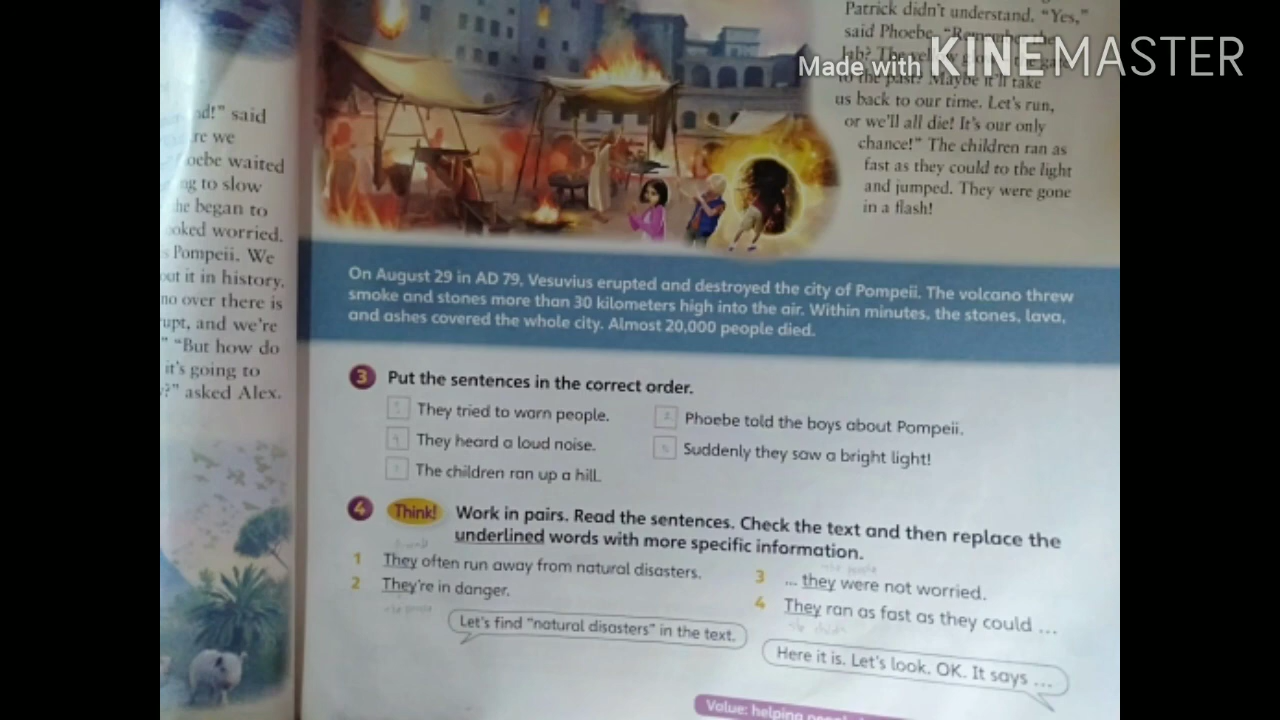 Patrick didn't understand. "Yes,"
said Phoebe. "Remember the
Made with KINEMASTER
to the past? Maybe it'll take
us back to our time. Let's run,
or we'll all die! It's our only
chance!" The children ran as
fast as they could to the light
and jumped. They were gone
in a flash!
said
re we
waited
to slow
he began to
looked worried.
Pompeii. We
it in history.
over there is
and we're
"But how do
it's going to
asked Alex.
On August 29 in AD 79, Vesuvius erupted and destroyed the city of Pompeii. The volcano threw
smoke and stones more than 30 kilometers high into the air. Within minutes, the stones, lava,
and ashes covered the whole city. Almost 20,000 people died.
3 Put the sentences in the correct order.
They tried to warn people.
They heard a loud noise.
The children ran up a hill.
Phoebe told the boys about Pompeii.
Suddenly they saw a bright light!
4 Think! Work in pairs. Read the sentences. Check the text and then replace the
underlined words with more specific information.
1 They often run away from natural disasters.
2 They're in danger.
3 ... they were not worried.
4 They ran as fast as they could ...
Let's find "natural disasters" in the text.
Here it is. Let's look. OK. It says ...
Value: helping